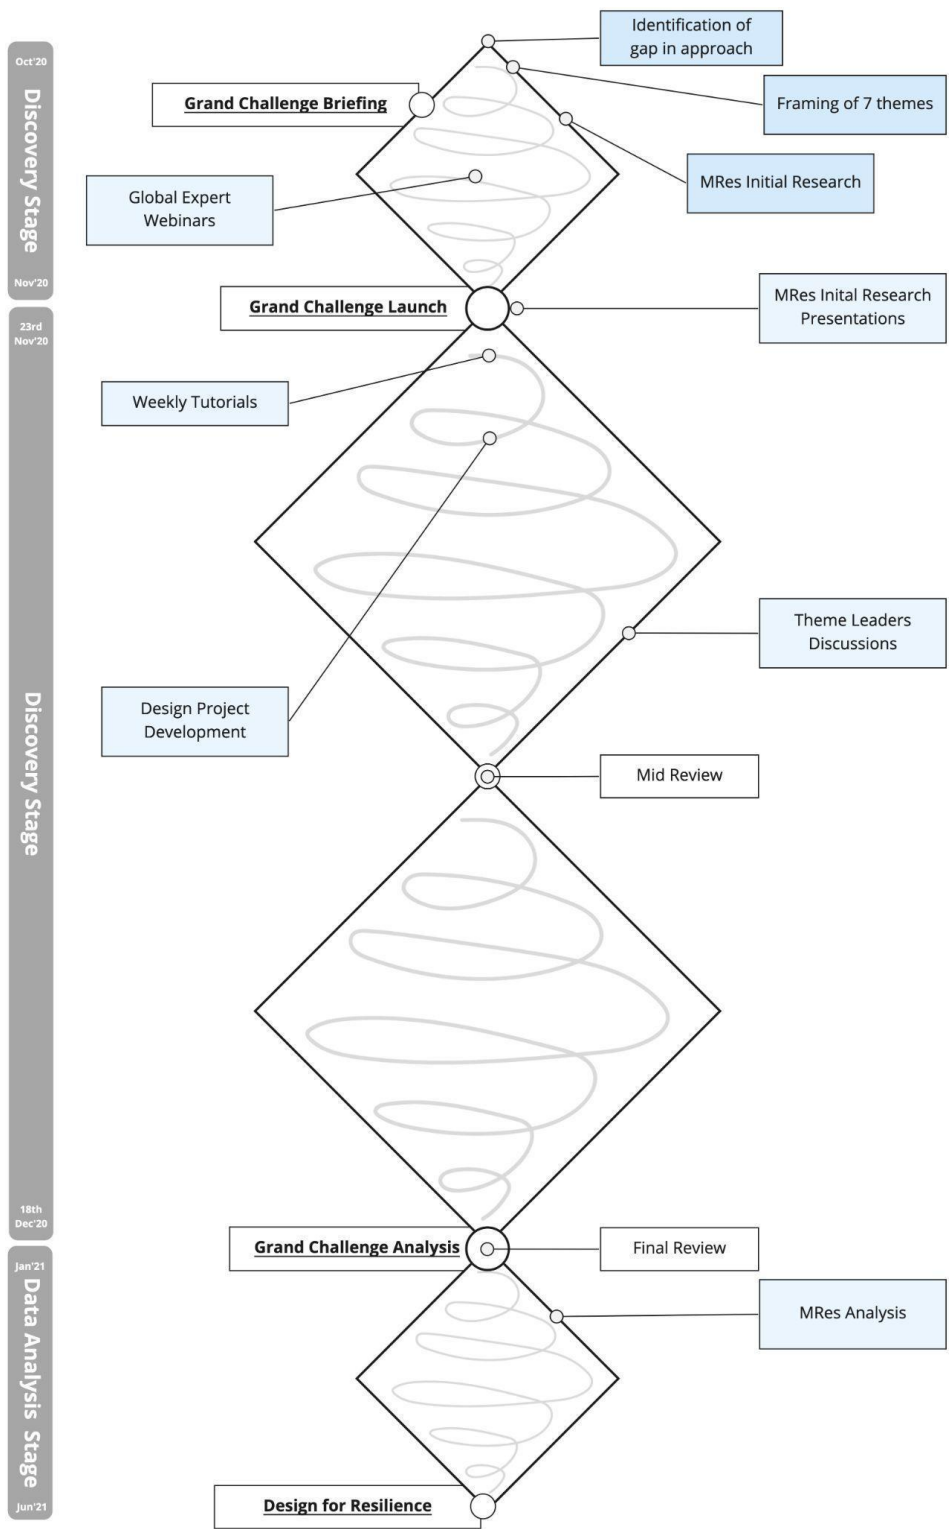 Oct'20
Discovery Stage
Nov'20
Identification of
gap in approach
Grand Challenge Briefing
Framing of 7 themes
MRes Initial Research
Global Expert
Webinars
Grand Challenge Launch
MRes Inital Research
Presentations
23rd
Nov'20
Discovery Stage
18th
Dec'20
Weekly Tutorials
Theme Leaders
Discussions
Design Project
Development
Mid Review
Grand Challenge Analysis
Final Review
Jan'21
Data Analysis Stage
Jun'21
MRes Analysis
Design for Resilience